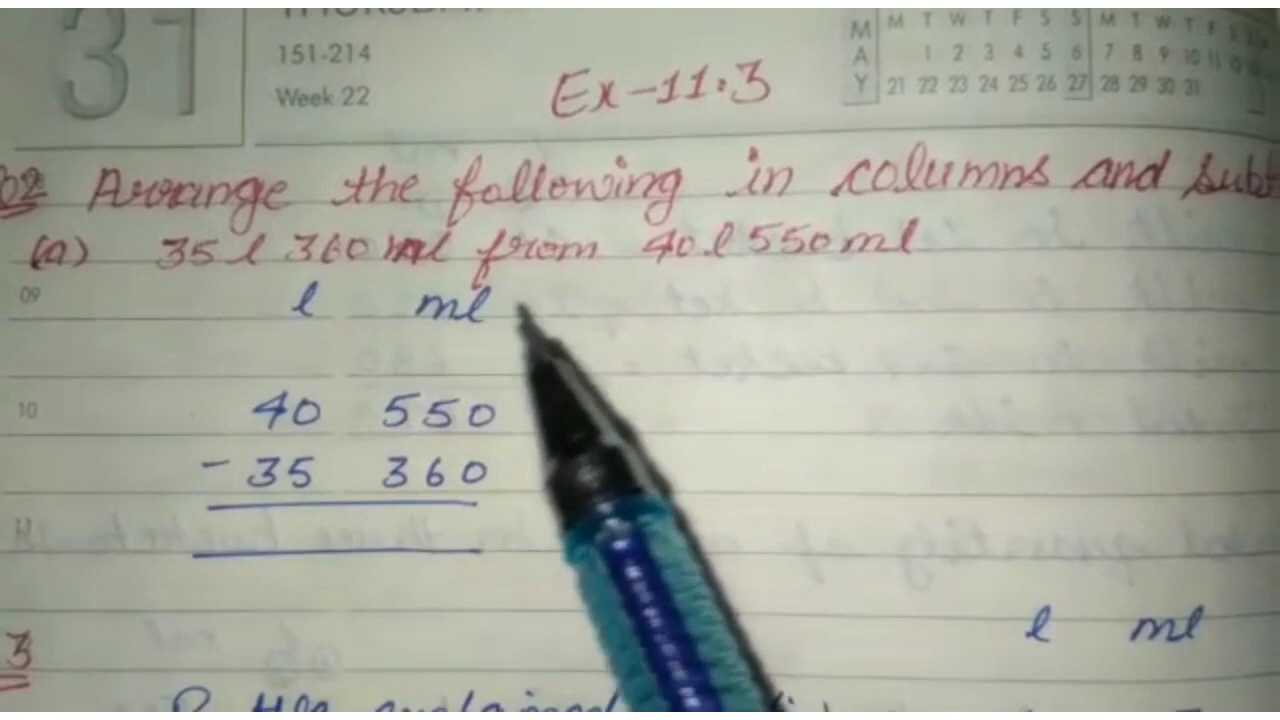 31
151-214
Week 22
Ex-11.3
M T W T F S S M T W T F
M A Y
1 2 3 4 5 6 7 8 9 10 11
21 22 23 24 25 26 27 28 29 30 31
Q2 Arrange the following in columns and
(a) 35 l 360 ml from 40 l 550 ml
09
l ml
10
40 550
- 35 360
11
l ml
3